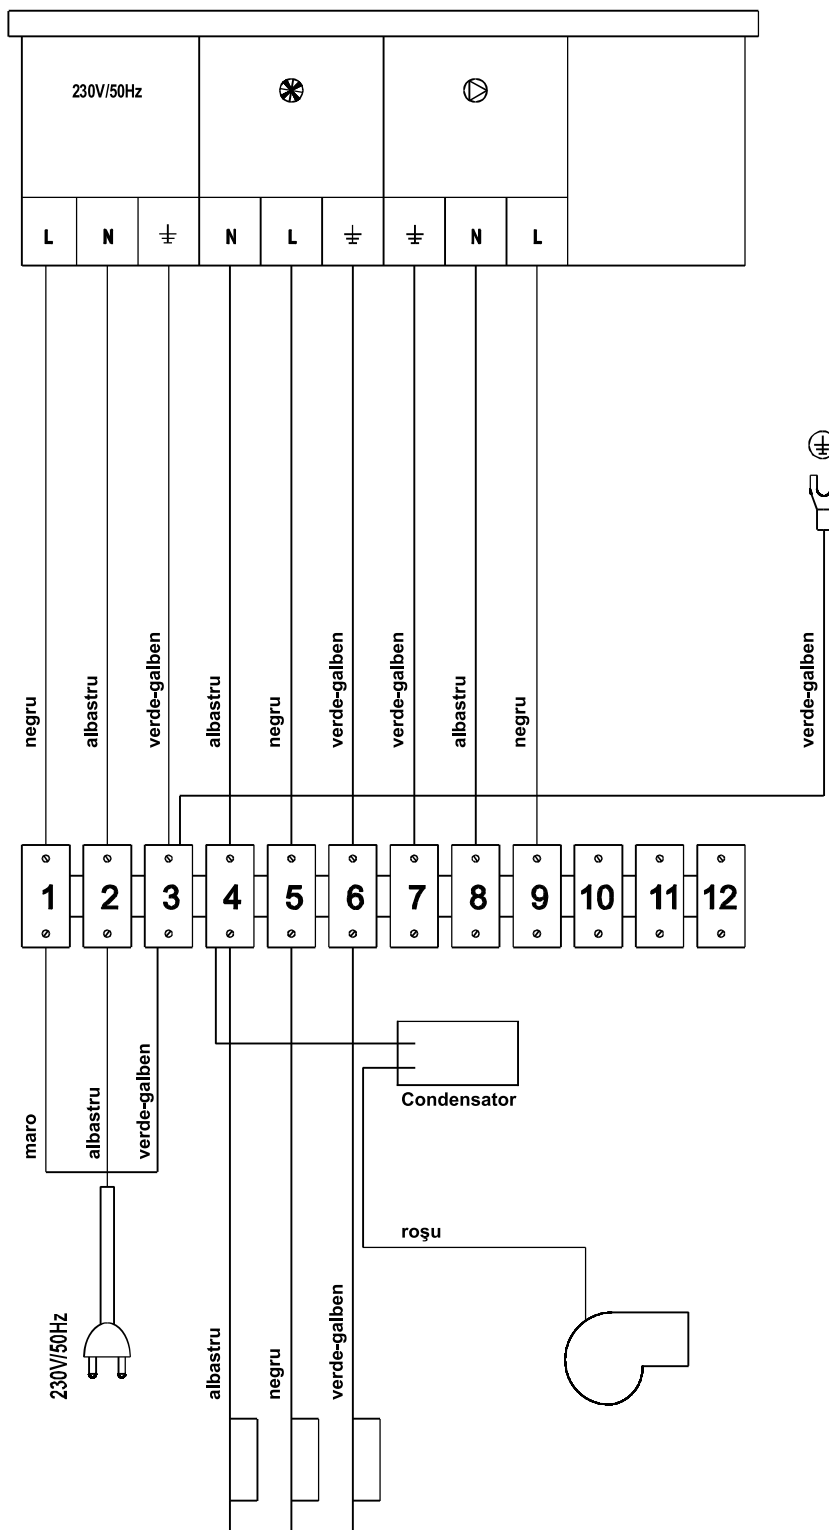 230V/50Hz
L N N L N L
negru
albastru
verde-galben
albastru
negru
verde-galben
verde-galben
albastru
negru
verde-galben
1 2 3 4 5 6 7 8 9 10 11 12
maro
albastru
verde-galben
Condensator
roşu
230V/50Hz
albastru
negru
verde-galben